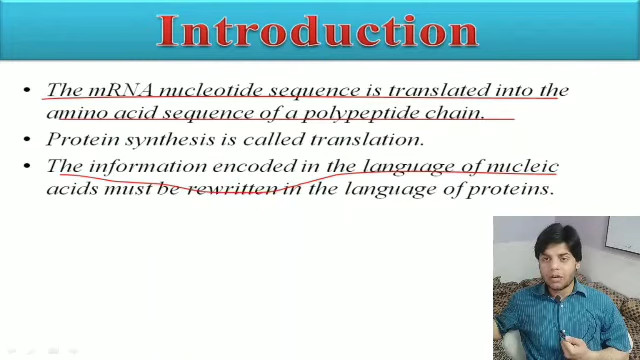 Introduction
• The mRNA nucleotide sequence is translated into the
amino acid sequence of a polypeptide chain.
• Protein synthesis is called translation.
• The information encoded in the language of nucleic
acids must be rewritten in the language of proteins.